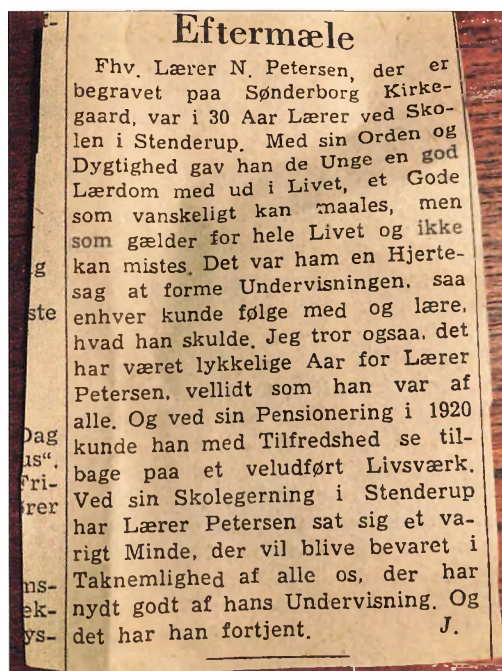 Eftermæle
Fhv. Lærer N. Petersen, der er
begravet paa Sønderborg Kirke-
gaard, var i 30 Aar Lærer ved Sko-
len i Stenderup. Med sin Orden og
Dygtighed gav han de Unge en god
Lærdom med ud i Livet, et Gode
som vanskeligt kan maales, men
som gælder for hele Livet og ikke
kan mistes. Det var ham en Hjerte-
sag at forme Undervisningen, saa
enhver kunde følge med og lære,
hvad han skulde. Jeg tror ogsaa, det
har været lykkelige Aar for Lærer
Petersen, vellidt som han var af
alle. Og ved sin Pensionering i 1920
kunde han med Tilfredshed se til-
bage paa et veludført Livsværk.
Ved sin Skolegerning i Stenderup
har Lærer Petersen sat sig et va-
rigt Minde, der vil blive bevaret i
Taknemlighed af alle os, der har
nydt godt af hans Undervisning. Og
det har han fortjent. J.